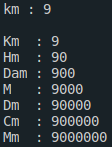 km : 9

Km  : 9
Hm  : 90
Dam : 900
M   : 9000
Dm  : 90000
Cm  : 900000
Mm  : 9000000